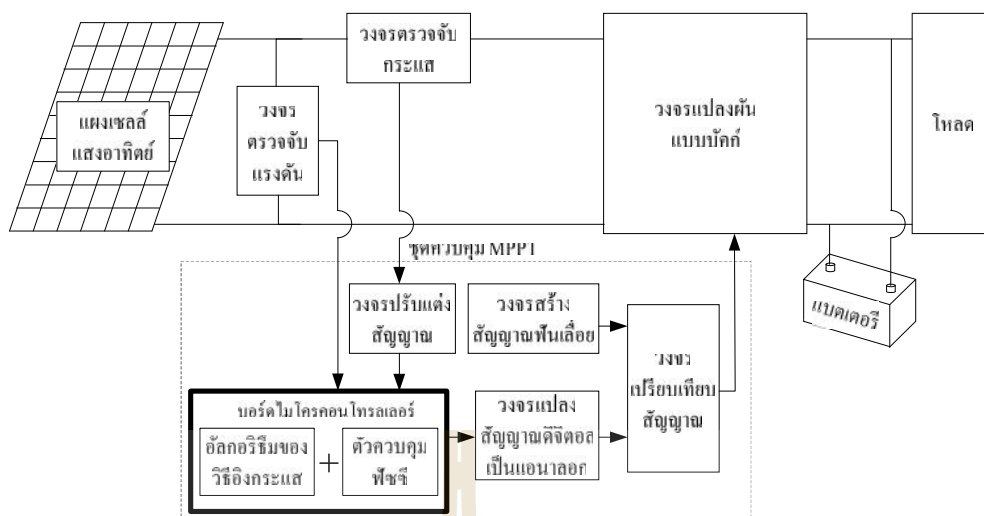 วงจรตรวจจับ
กระแส
แผงเซลล์
แสงอาทิตย์
วงจร
ตรวจจับ
แรงดัน
วงจรแปลงผัน
แบบบัคก์
โหลด
แบตเตอรี่
ชุดควบคุม MPPT
วงจรปรับแต่ง
สัญญาณ
วงจรสร้าง
สัญญาณฟันเลื่อย
วงจร
เปรียบเทียบ
สัญญาณ
บอร์ดไมโครคอนโทรลเลอร์
อัลกอริธึมของ
วิธีอิงกระแส
+
ตัวควบคุม
ฟัซซี
วงจรแปลง
สัญญาณดิจิตอล
เป็นแอนาลอก